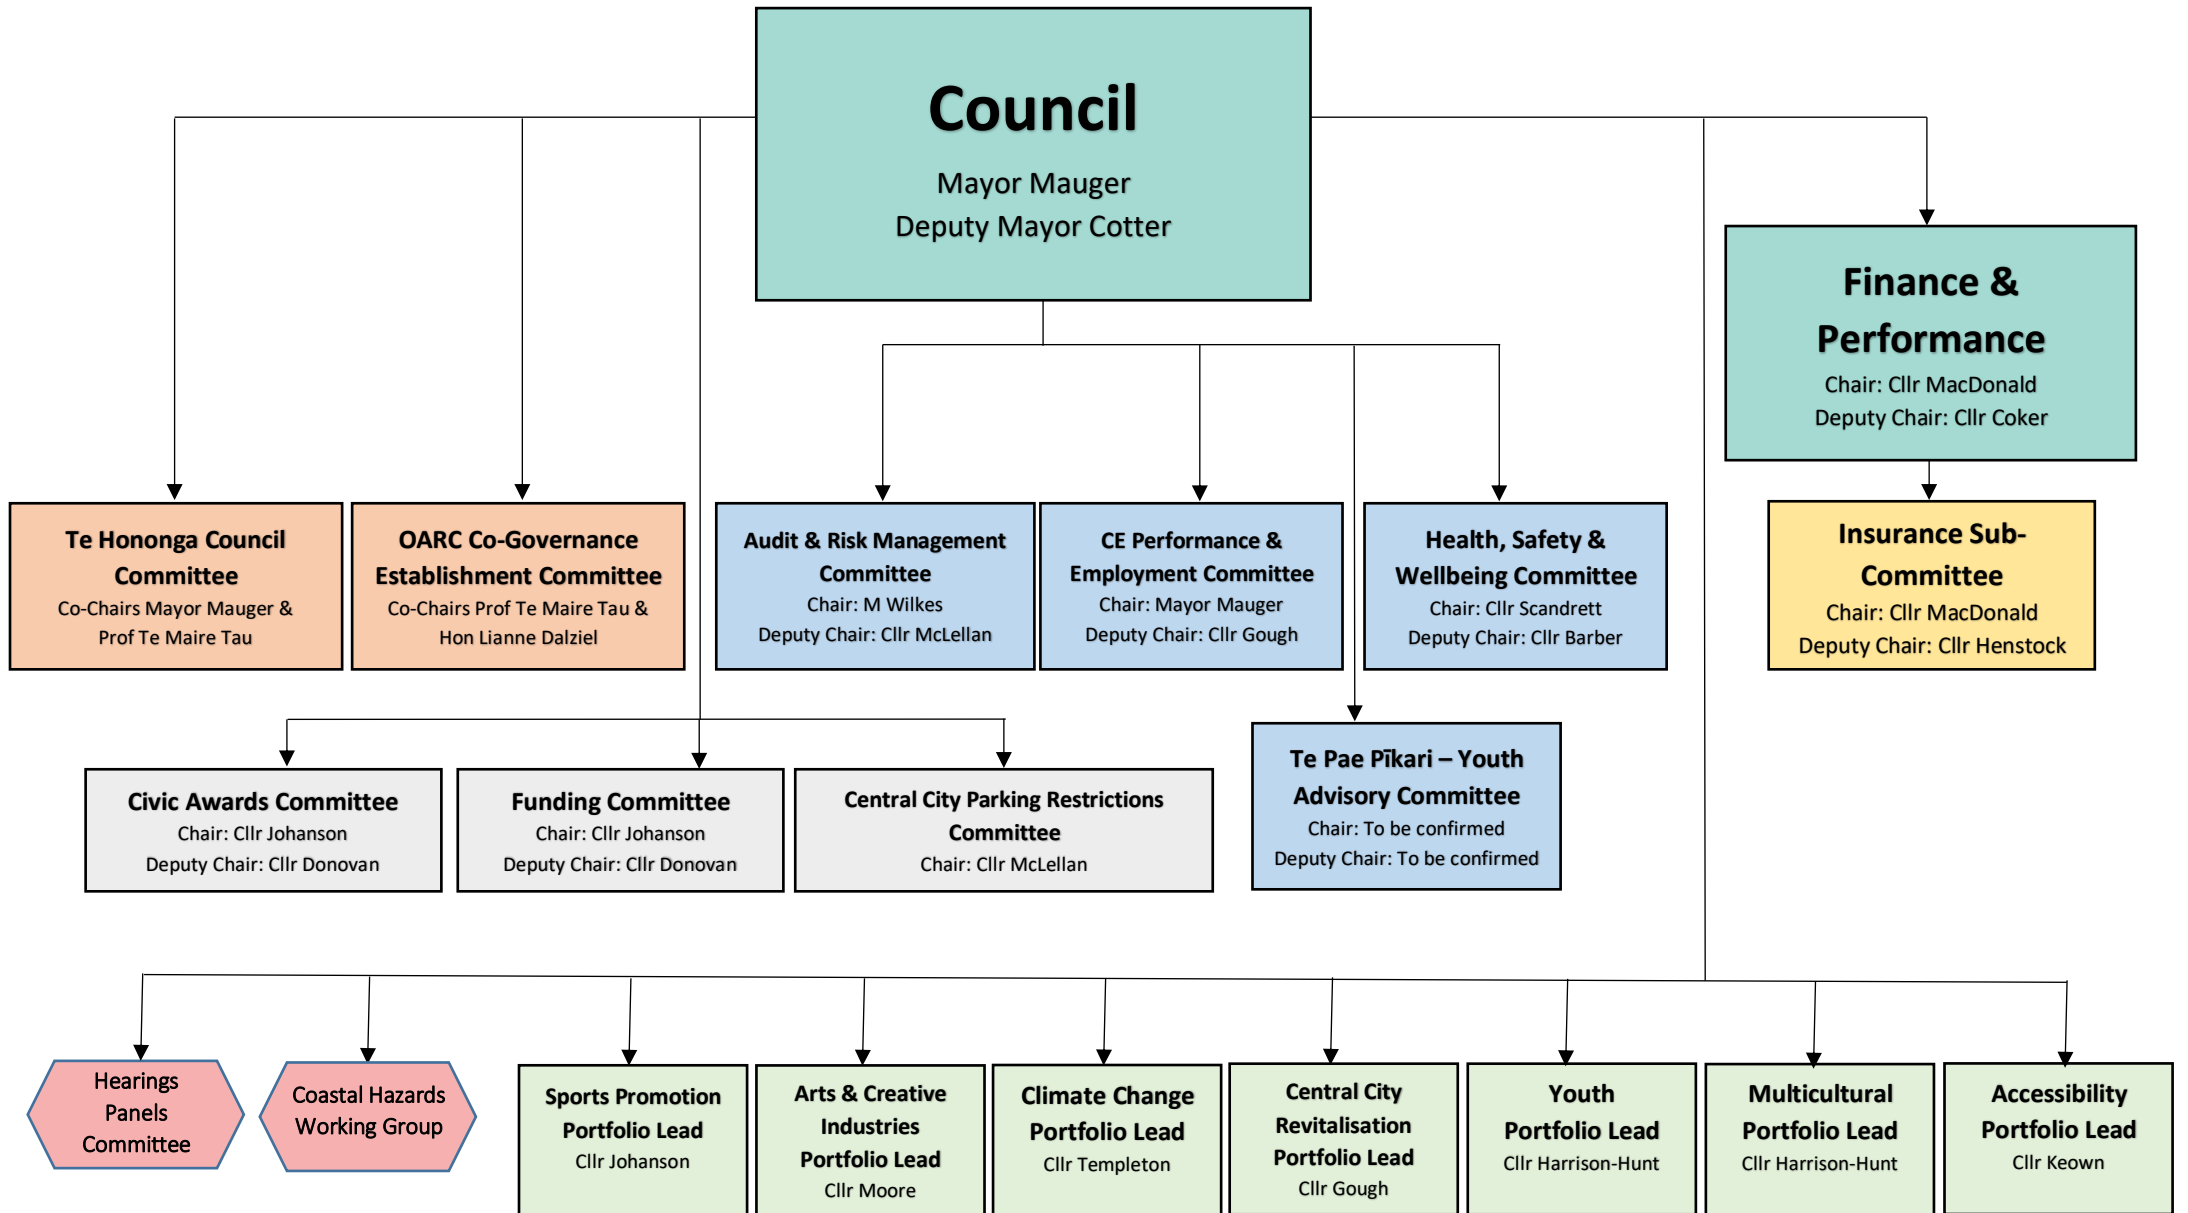 Council
Mayor Mauger
Deputy Mayor Cotter
Finance &
Performance
Chair: Cllr MacDonald
Deputy Chair: Cllr Coker
Te Hononga Council
Committee
Co-Chairs Mayor Mauger &
Prof Te Maire Tau
OARC Co-Governance
Establishment Committee
Co-Chairs Prof Te Maire Tau &
Hon Lianne Dalziel
Audit & Risk Management
Committee
Chair: M Wilkes
Deputy Chair: Cllr McLellan
CE Performance &
Employment Committee
Chair: Mayor Mauger
Deputy Chair: Cllr Gough
Health, Safety &
Wellbeing Committee
Chair: Cllr Scandrett
Deputy Chair: Cllr Barber
Insurance Sub-
Committee
Chair: Cllr MacDonald
Deputy Chair: Cllr Henstock
Civic Awards Committee
Chair: Cllr Johanson
Deputy Chair: Cllr Donovan
Funding Committee
Chair: Cllr Johanson
Deputy Chair: Cllr Donovan
Central City Parking Restrictions
Committee
Chair: Cllr McLellan
Te Pae Pīkari – Youth
Advisory Committee
Chair: To be confirmed
Deputy Chair: To be confirmed
Hearings
Panels
Committee
Coastal Hazards
Working Group
Sports Promotion
Portfolio Lead
Cllr Johanson
Arts & Creative
Industries
Portfolio Lead
Cllr Moore
Climate Change
Portfolio Lead
Cllr Templeton
Central City
Revitalisation
Portfolio Lead
Cllr Gough
Youth
Portfolio Lead
Cllr Harrison-Hunt
Multicultural
Portfolio Lead
Cllr Harrison-Hunt
Accessibility
Portfolio Lead
Cllr Keown